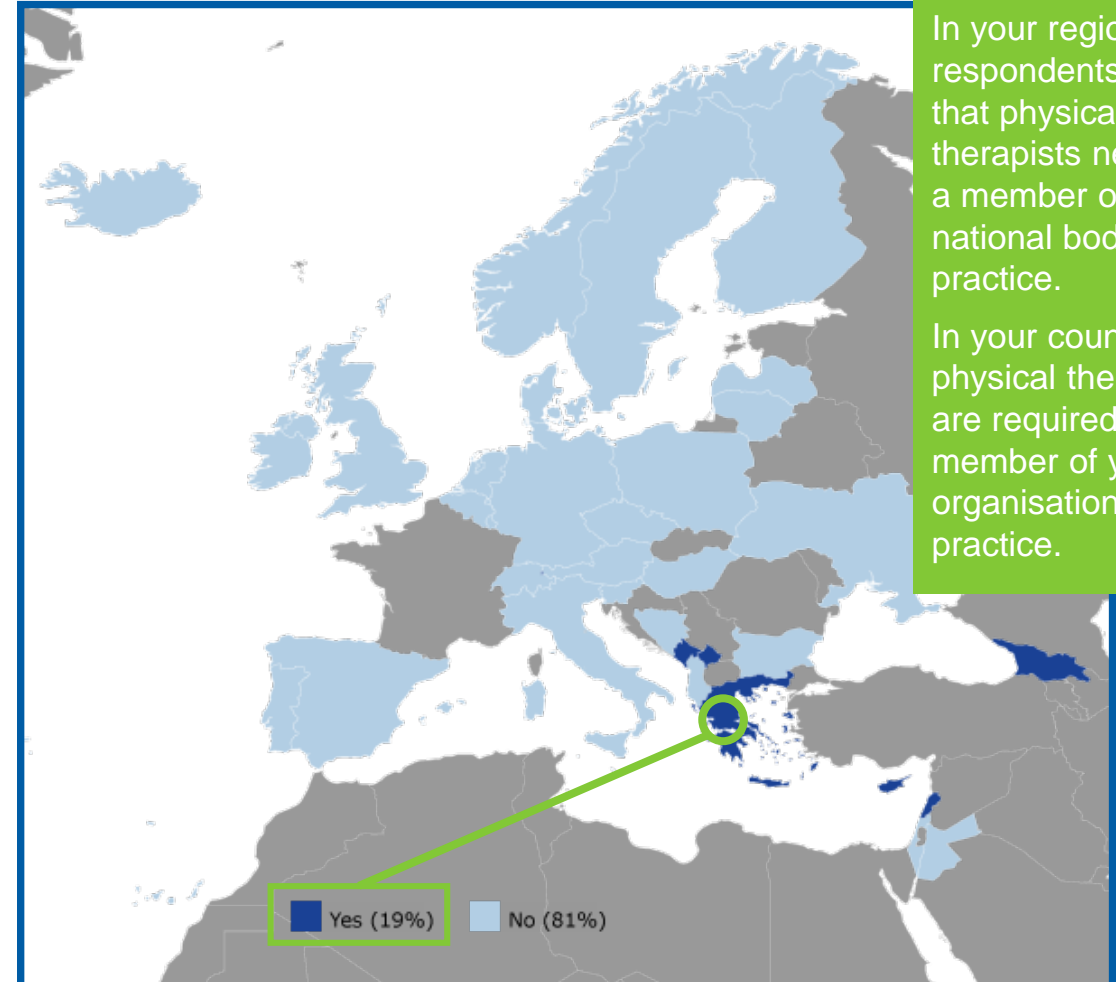 In your regio
respondents
that physica
therapists ne
a member o
national bod
practice.
In your coun
physical the
are required
member of y
organisation
practice.
Yes (19%)
No (81%)